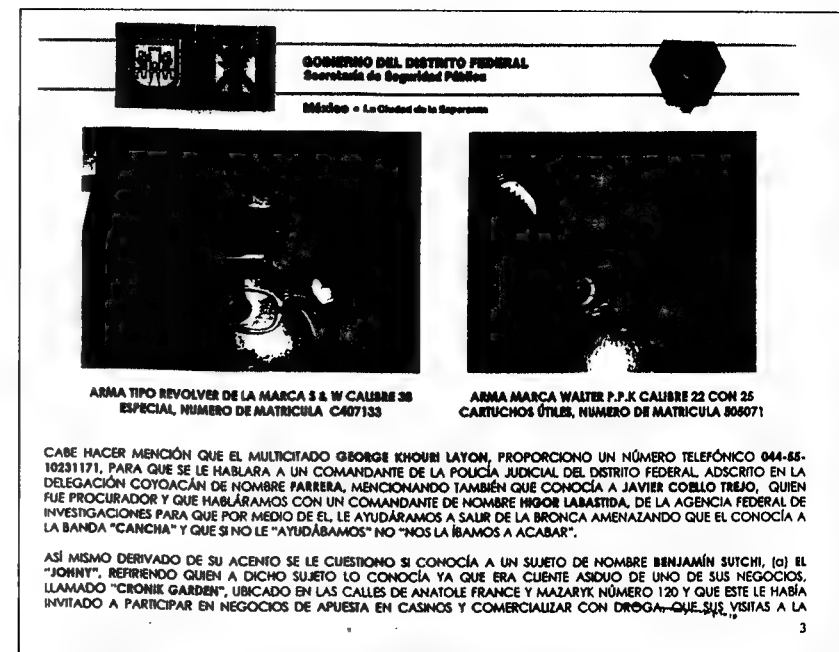 GOBIERNO DEL DISTRITO FEDERAL
Secretaría de Seguridad Pública
México • La Ciudad de la Esperanza
ARMA TIPO REVOLVER DE LA MARCA S & W CALIBRE 38
ESPECIAL, NUMERO DE MATRICULA C407133
ARMA MARCA WALTER P.P.K CALIBRE 22 CON 25
CARTUCHOS ÚTILES, NUMERO DE MATRICULA 805071
CABE HACER MENCIÓN QUE EL MULTICITADO GEORGE KHOURI LAYON, PROPORCIONO UN NÚMERO TELEFÓNICO 044-55-
10231171, PARA QUE SE LE HABLARA A UN COMANDANTE DE LA POLICÍA JUDICIAL DEL DISTRITO FEDERAL, ADSCRITO EN LA
DELEGACIÓN COYOACÁN DE NOMBRE PARRERA, MENCIONANDO TAMBIÉN QUE CONOCÍA A JAVIER COELLO TREJO, QUIEN
FUE PROCURADOR Y QUE HABLÁRAMOS CON UN COMANDANTE DE NOMBRE HIGOR LABASTIDA, DE LA AGENCIA FEDERAL DE
INVESTIGACIONES PARA QUE POR MEDIO DE EL, LE AYUDÁRAMOS A SALIR DE LA BRONCA AMENAZANDO QUE EL CONOCÍA A
LA BANDA "CANCHA" Y QUE SI NO LE "AYUDÁBAMOS" NO "NOS LA ÍBAMOS A ACABAR".
ASÍ MISMO DERIVADO DE SU ACENTO SE LE CUESTIONO SI CONOCÍA A UN SUJETO DE NOMBRE BENJAMÍN SUTCHI, (a) EL
"JOHNY", REFIRIENDO QUIEN A DICHO SUJETO LO CONOCÍA YA QUE ERA CLIENTE ASIDUO DE UNO DE SUS NEGOCIOS,
LLAMADO "CRONIK GARDEN", UBICADO EN LAS CALLES DE ANATOLE FRANCE Y MAZARYK NÚMERO 120 Y QUE ESTE LE HABÍA
INVITADO A PARTICIPAR EN NEGOCIOS DE APUESTA EN CASINOS Y COMERCIALIZAR CON DROGA, QUE SUS VISITAS A LA
3